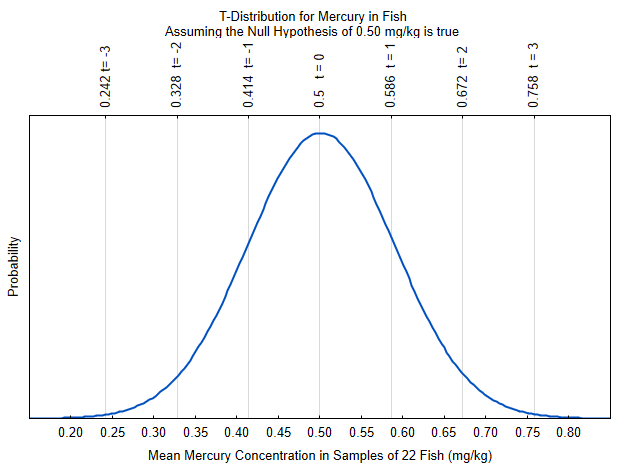 T-Distribution for Mercury in Fish
Assuming the Null Hypothesis of 0.50 mg/kg is true
0.242 t= -3
0.328 t= -2
0.414 t= -1
0.5 t = 0
0.586 t = 1
0.672 t= 2
0.758 t= 3
Probability
0.20 0.25 0.30 0.35 0.40 0.45 0.50 0.55 0.60 0.65 0.70 0.75 0.80
Mean Mercury Concentration in Samples of 22 Fish (mg/kg)